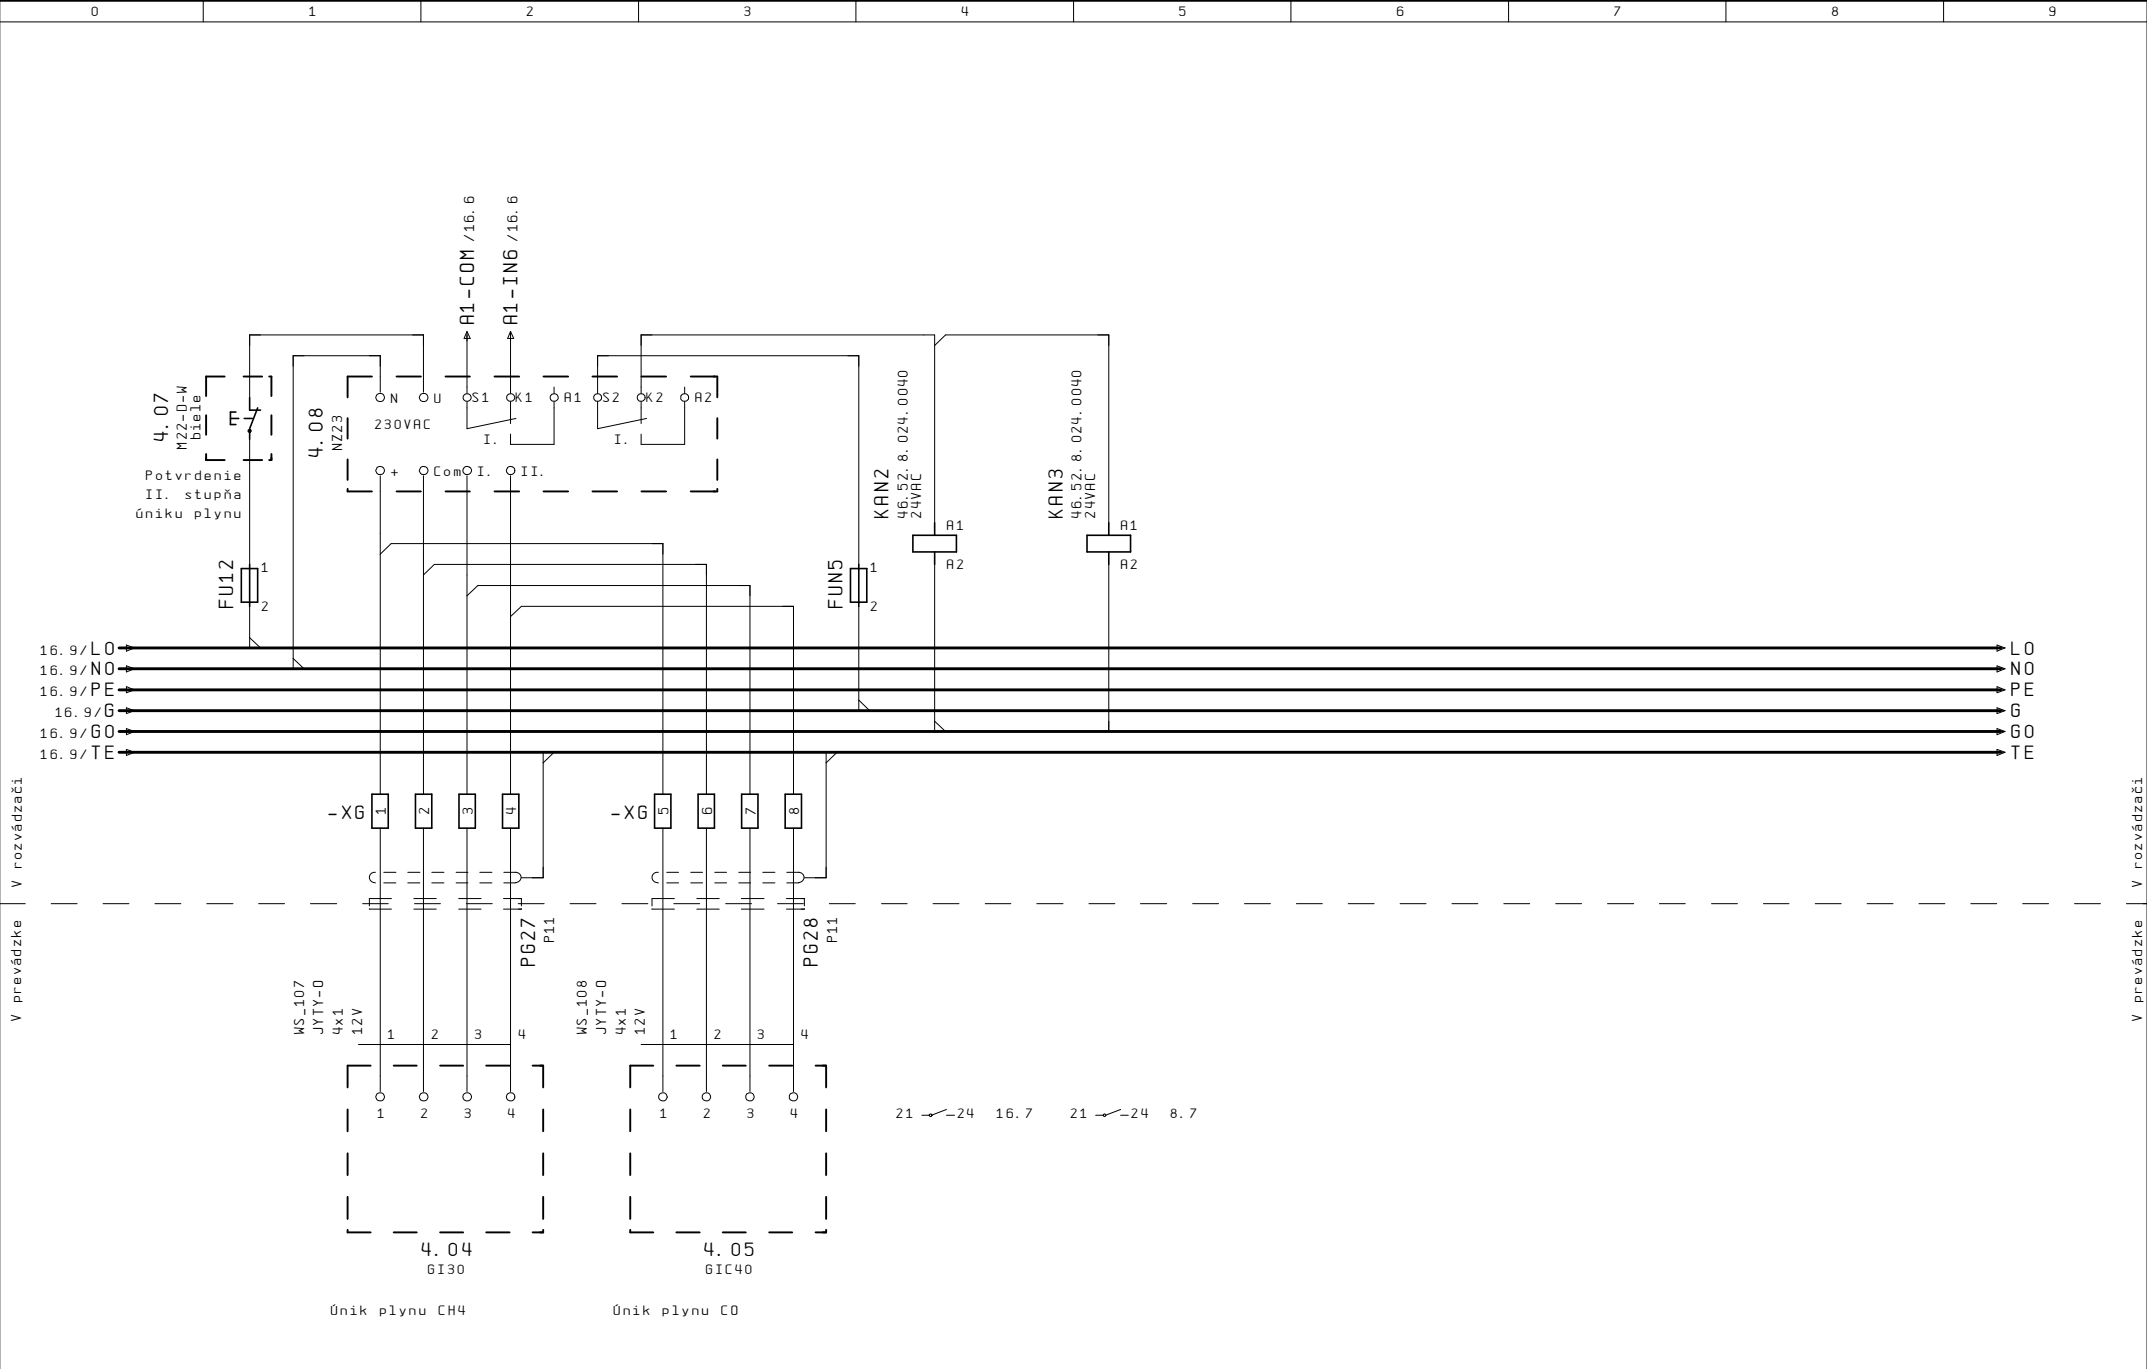 0 1 2 3 4 5 6 7 8 9
A1-COM /16.6
A1-IN6 /16.6
4.07
M22-D-W
biele
Potvrdenie
II. stupňa
úniku plynu
4.08
NZ23
N U S1 K1 A1 S2 K2 A2
230VAC
I. I.
+ Com I. II.
KAN2
46.52.8.024.0040
24VAC
A1
A2
KAN3
46.52.8.024.0040
24VAC
A1
A2
FU12
1
2
FUN5
1
2
16.9/L0 L0
16.9/N0 N0
16.9/PE PE
16.9/G G
16.9/G0 G0
16.9/TE TE
V rozvádzači
V rozvádzači
-XG 1 2 3 4
-XG 5 6 7 8
V prevádzke
V prevádzke
PG27
P11
PG28
P11
WS_107
JYTY-O
4x1
12V
1 2 3 4
WS_108
JYTY-O
4x1
12V
1 2 3 4
1 2 3 4
1 2 3 4
21 24 16.7
21 24 8.7
4.04
GI30
4.05
GIC40
Únik plynu CH4
Únik plynu CO